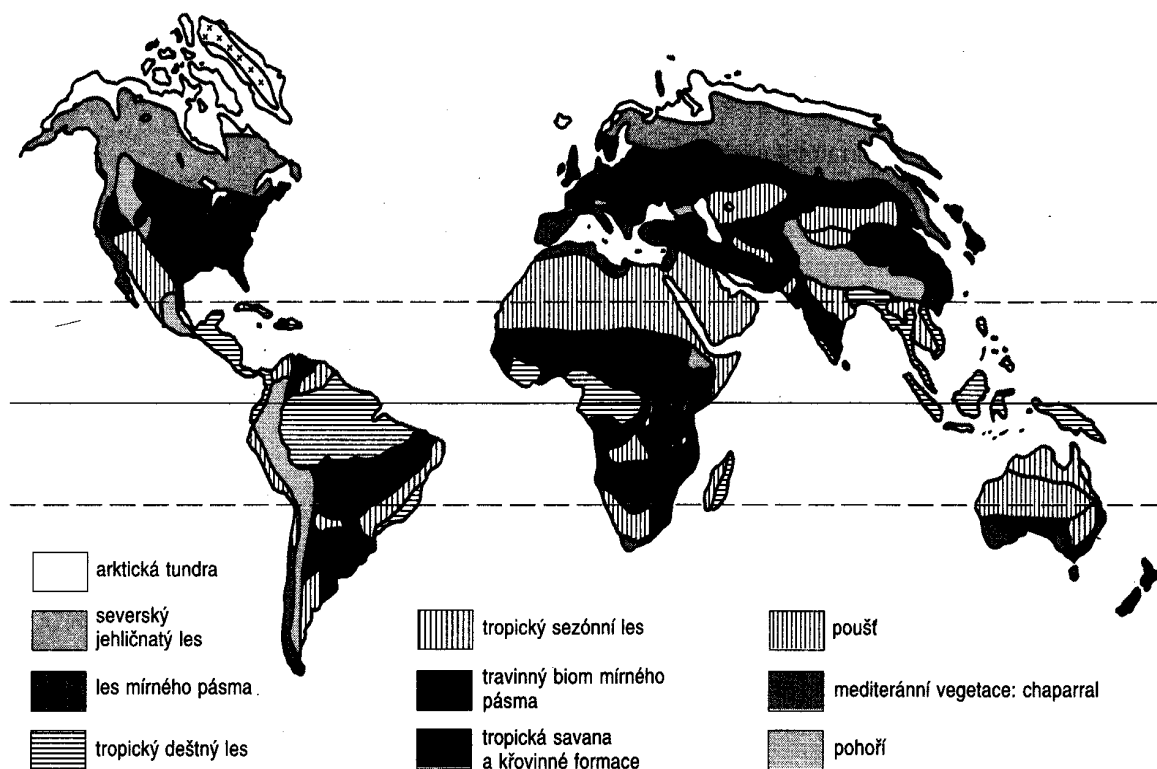 arktická tundra
severský
jehličnatý les
les mírného pásma
tropický deštný les
tropický sezónní les
travinný biom mírného
pásma
tropická savana
a křovinné formace
poušť
mediteránní vegetace: chaparral
pohoří